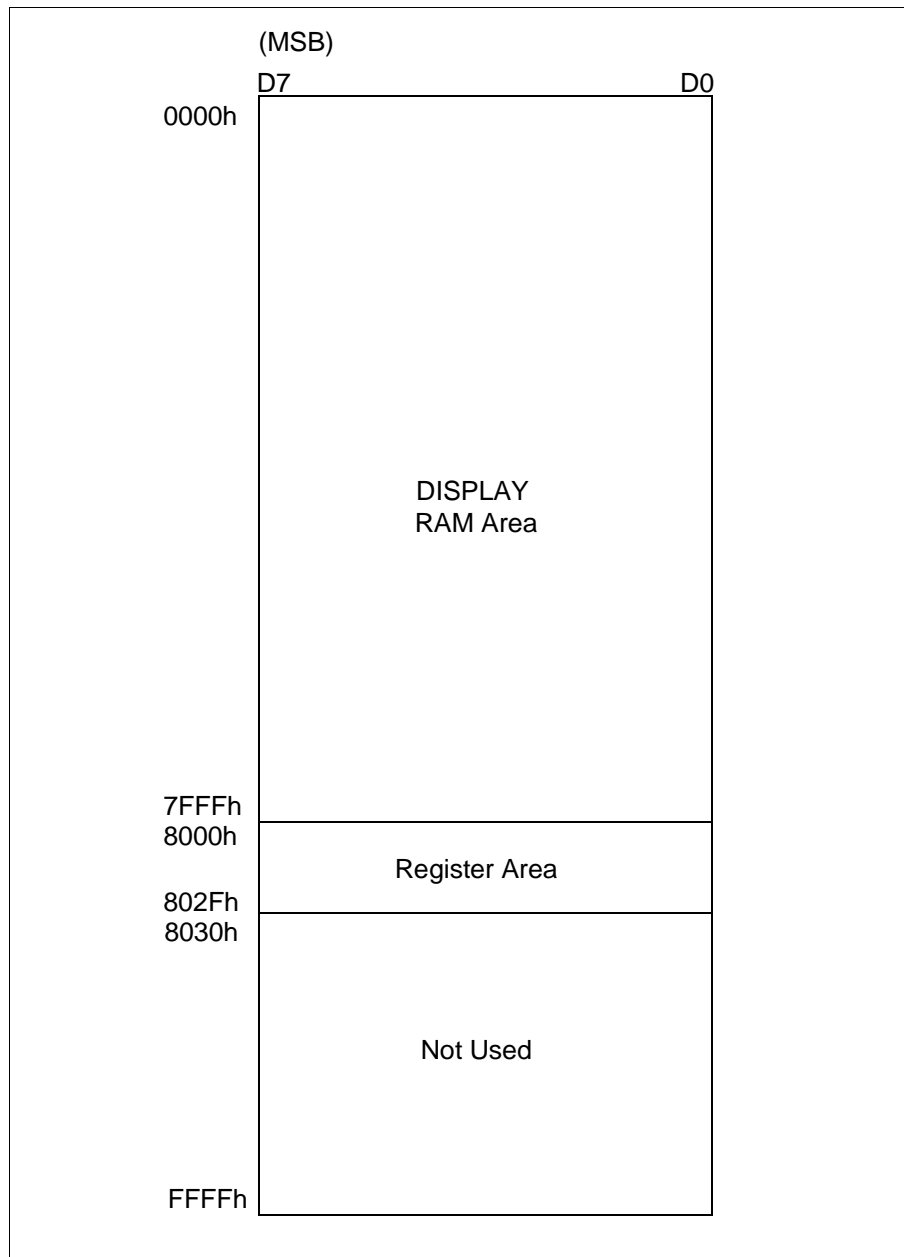 (MSB)
D7 D0
0000h
DISPLAY
RAM Area
7FFFh
8000h
Register Area
802Fh
8030h
Not Used
FFFFh